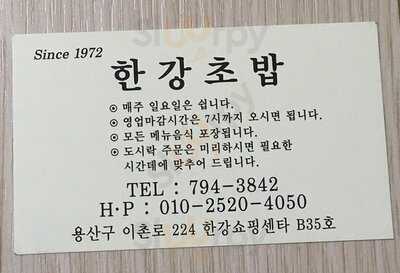 Since 1972
한강초밥
⊙ 매주 일요일은 쉽니다.
⊙ 영업마감시간은 7시까지 오시면 됩니다.
⊙ 모든 메뉴음식 포장됩니다.
⊙ 도시락 주문은 미리하시면 필요한
시간데에 맞추어 드립니다.
TEL : 794-3842
H·P : 010-2520-4050
용산구 이촌로 224 한강쇼핑센타 B35호